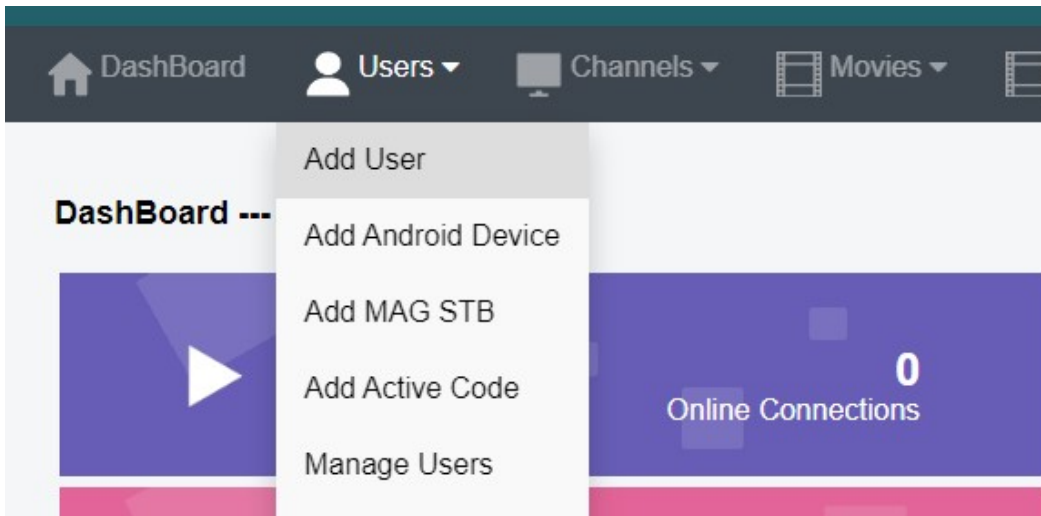 DashBoard Users Channels Movies
Add User
DashBoard ---
Add Android Device
Add MAG STB
Add Active Code
0
Online Connections
Manage Users